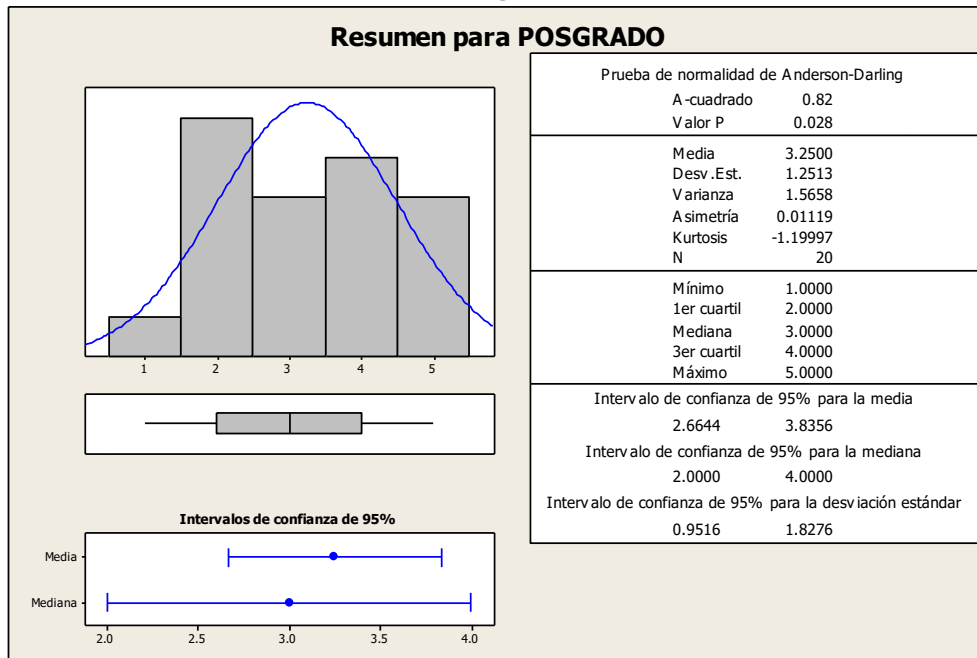 Resumen para POSGRADO
1 2 3 4 5
Intervalos de confianza de 95%
Media
Mediana
2.0 2.5 3.0 3.5 4.0
Prueba de normalidad de Anderson-Darling
A-cuadrado 0.82
Valor P 0.028
Media 3.2500
Desv.Est. 1.2513
Varianza 1.5658
Asimetría 0.01119
Kurtosis -1.19997
N 20
Mínimo 1.0000
1er cuartil 2.0000
Mediana 3.0000
3er cuartil 4.0000
Máximo 5.0000
Intervalo de confianza de 95% para la media
2.6644 3.8356
Intervalo de confianza de 95% para la mediana
2.0000 4.0000
Intervalo de confianza de 95% para la desviación estándar
0.9516 1.8276